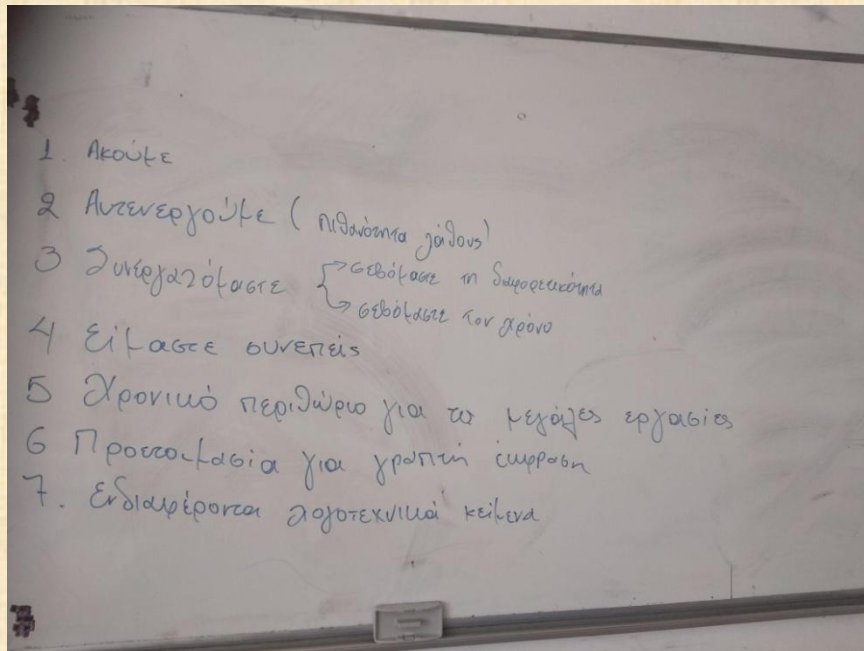 1. Ακούμε
2 Αυτενεργούμε (πιθανότητα λάθους)
3 Συνεργαζόμαστε → σεβόμαστε τη διαφορετικότητα
→ σεβόμαστε τον χρόνο
4 Είμαστε συνεπείς
5 Χρονικό περιθώριο για τις μεγάλες εργασίες
6 Προετοιμασία για γραπτή έκφραση
7. Ενδιαφέροντα λογοτεχνικά κείμενα